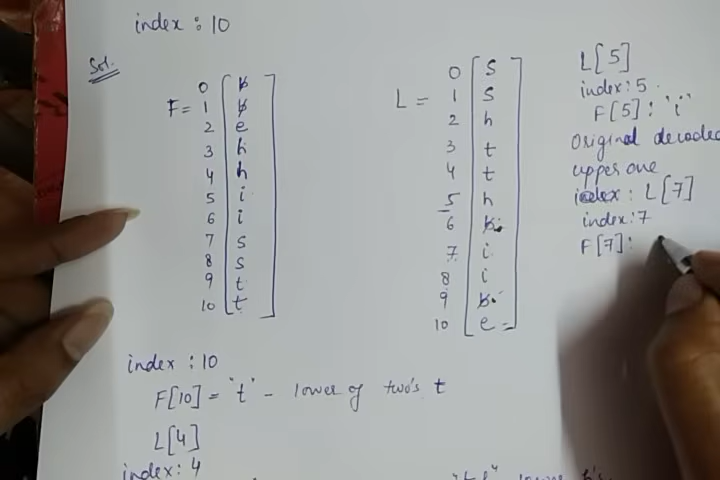 index : 10
Sol.
F = 0 b
1 b
2 e
3 h
4 h
5 i
6 i
7 s
8 s
9 t
10 t
L = 0 s
1 s
2 h
3 t
4 t
5 h
6 b
7 i
8 i
9 b
10 e
L[5]
index: 5
F[5]: "i"
Original decoded
upper one
index: L[7]
index: 7
F[7]:
index : 10
F[10] = "t" - lower of two's t
L[4]
index: 4
lower h's